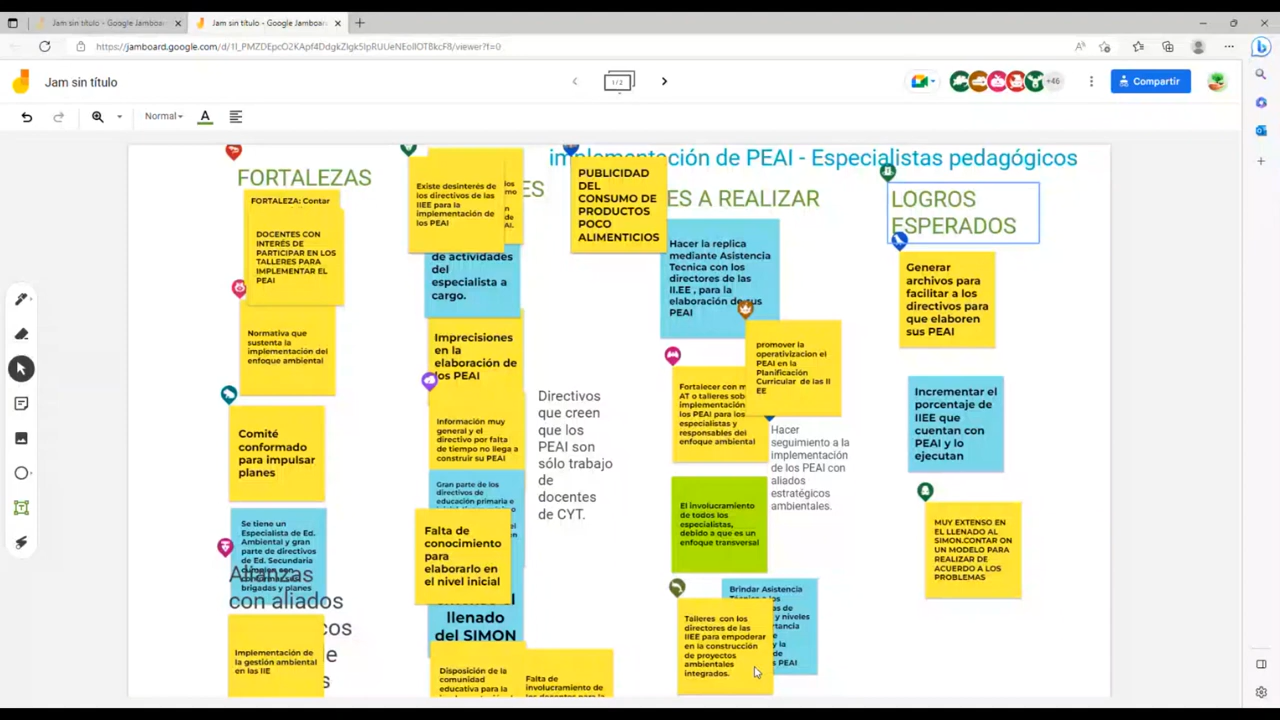 Jam sin título - Google Jamboar
Jam sin título - Google Jamboar
Jam sin título
1/2
+46
Compartir
Normal
implementación de PEAI - Especialistas pedagógicos
FORTALEZAS
ES
ES A REALIZAR
LOGROS
ESPERADOS
FORTALEZA: Contar
DOCENTES CON
INTERÉS DE
PARTICIPAR EN LOS
TALLERES PARA
IMPLEMENTAR EL
PEAI
Normativa que
sustenta la
implementación del
enfoque ambiental
Comité
conformado
para impulsar
planes
Se tiene un
Especialista de Ed.
Ambiental y gran
parte de directivos
de Ed. Secundaria
brigadas y planes
Alianzas
con aliados
Implementación de
la gestión ambiental
en las IIE
Existe desinterés de
los directivos de las
IIEE para la
implementación de
los PEAI
de actividades
del
especialista a
cargo.
Imprecisiones
en la
elaboración de
los PEAI
Información muy
general y el
directivo por falta
de tiempo no llega a
construir su PEAI
Gran parte de los
directivos de
educación primaria e
Falta de
conocimiento
para
elaborarlo en
el nivel inicial
llenado
del SIMON
Disposición de la
comunidad
educativa para la
Falta de
involucramiento de
PUBLICIDAD
DEL
CONSUMO DE
PRODUCTOS
POCO
ALIMENTICIOS
Directivos
que creen
que los
PEAI son
sólo trabajo
de
docentes
de CYT.
Hacer la replica
mediante Asistencia
Tecnica con los
directores de las
II.EE , para la
elaboración de sus
PEAI
promover la
operativizacion el
PEAI en la
Planificación
Curricular de las II
EE
Fortalecer con m
AT o talleres sob
implementación
los PEAI para los
especialistas y
responsables del
enfoque ambiental
Hacer
seguimiento a la
implementación
de los PEAI con
aliados
estratégicos
ambientales.
El involucramiento
de todos los
especialistas,
debido a que es un
enfoque transversal
Brindar Asistencia
Talleres con los
directores de las
IIEE para empoderar
en la construcción
de proyectos
ambientales
integrados.
y niveles
PEAI
Generar
archivos para
facilitar a los
directivos para
que elaboren
sus PEAI
Incrementar el
porcentaje de
IIEE que
cuentan con
PEAI y lo
ejecutan
MUY EXTENSO EN
EL LLENADO AL
SIMON.CONTAR ON
UN MODELO PARA
REALIZAR DE
ACUERDO A LOS
PROBLEMAS